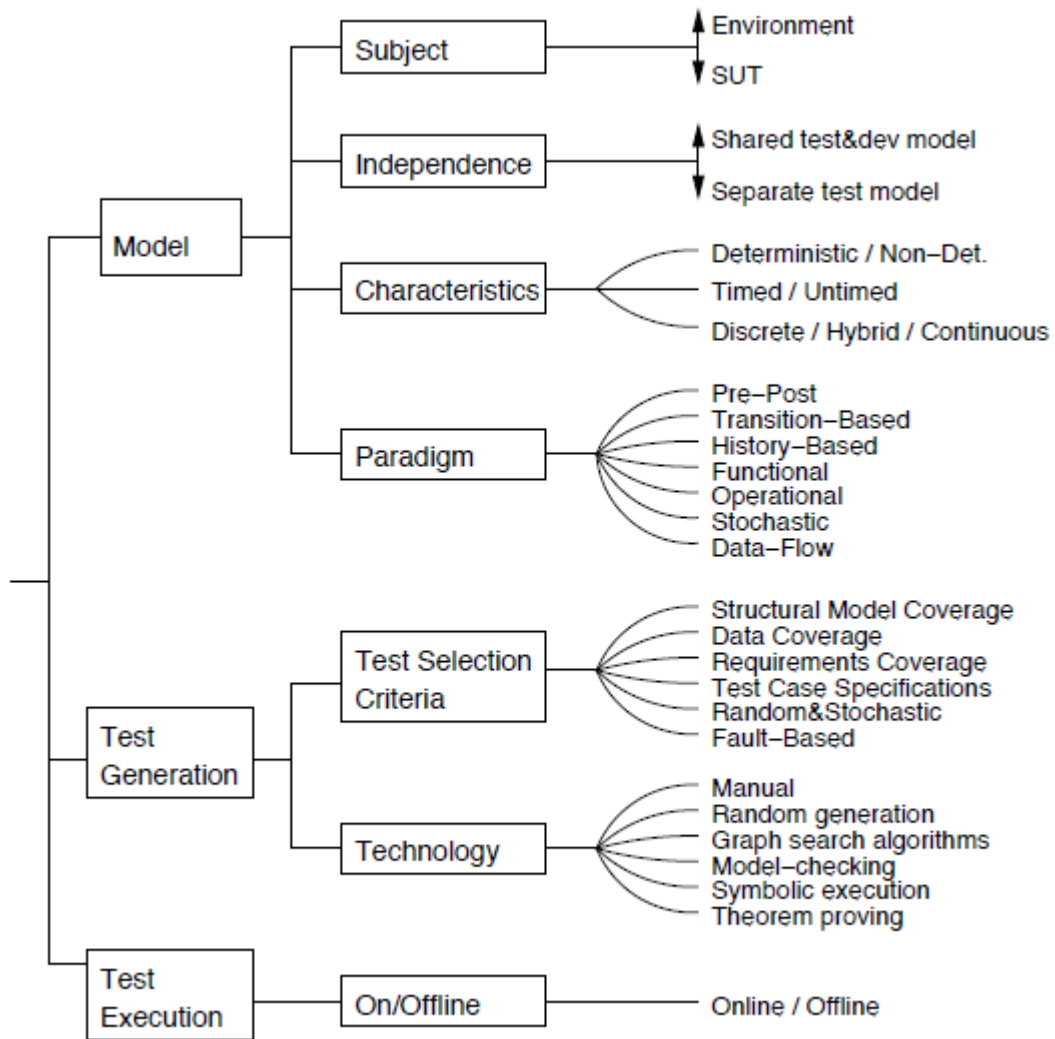 Subject
Environment
SUT
Independence
Shared test&dev model
Separate test model
Model
Characteristics
Deterministic / Non–Det.
Timed / Untimed
Discrete / Hybrid / Continuous
Paradigm
Pre–Post
Transition–Based
History–Based
Functional
Operational
Stochastic
Data–Flow
Test
Generation
Test Selection
Criteria
Structural Model Coverage
Data Coverage
Requirements Coverage
Test Case Specifications
Random&Stochastic
Fault–Based
Technology
Manual
Random generation
Graph search algorithms
Model–checking
Symbolic execution
Theorem proving
Test
Execution
On/Offline
Online / Offline